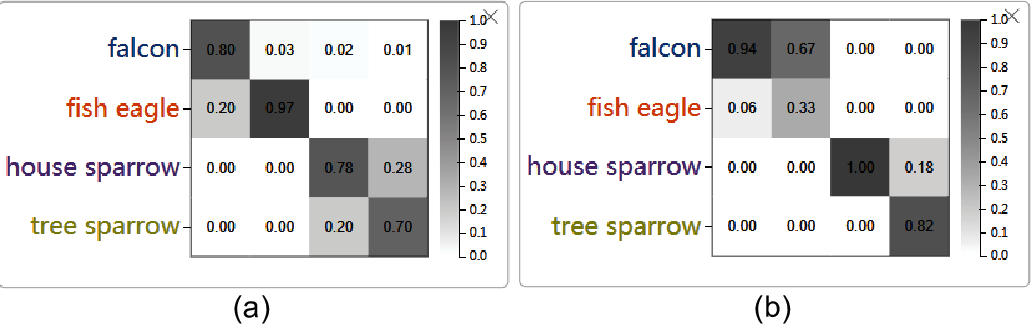 falcon 0.80 0.03 0.02 0.01
fish eagle 0.20 0.97 0.00 0.00
house sparrow 0.00 0.00 0.78 0.28
tree sparrow 0.00 0.00 0.20 0.70
1.0
0.9
0.8
0.7
0.6
0.5
0.4
0.3
0.2
0.1
0.0
(a)
falcon 0.94 0.67 0.00 0.00
fish eagle 0.06 0.33 0.00 0.00
house sparrow 0.00 0.00 1.00 0.18
tree sparrow 0.00 0.00 0.00 0.82
1.0
0.9
0.8
0.7
0.6
0.5
0.4
0.3
0.2
0.1
0.0
(b)